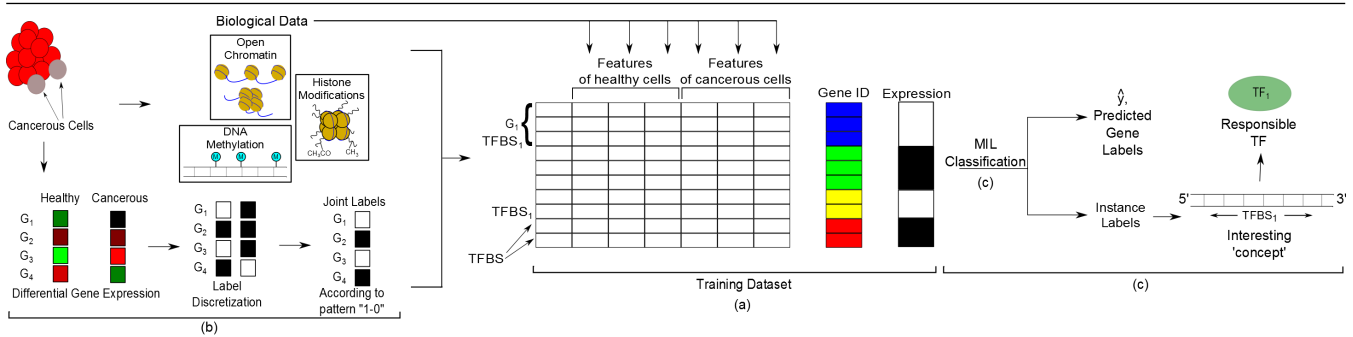 Biological Data
Cancerous Cells
Open
Chromatin
Histone
Modifications
CH₃CO
CH₃
DNA
Methylation
M
M
M
Healthy
Cancerous
G₁
G₂
G₃
G₄
Differential Gene Expression
G₁
G₂
G₃
G₄
Label
Discretization
Joint Labels
G₁
G₂
G₃
G₄
According to
pattern "1-0"
(b)
Features
of healthy cells
Features
of cancerous cells
Gene ID
Expression
G₁
TFBS₁
TFBS₁
TFBS
Training Dataset
(a)
MIL
Classification
(c)
ŷ,
Predicted
Gene
Labels
Instance
Labels
TF₁
Responsible
TF
5'
3'
TFBS₁
Interesting
'concept'
(c)